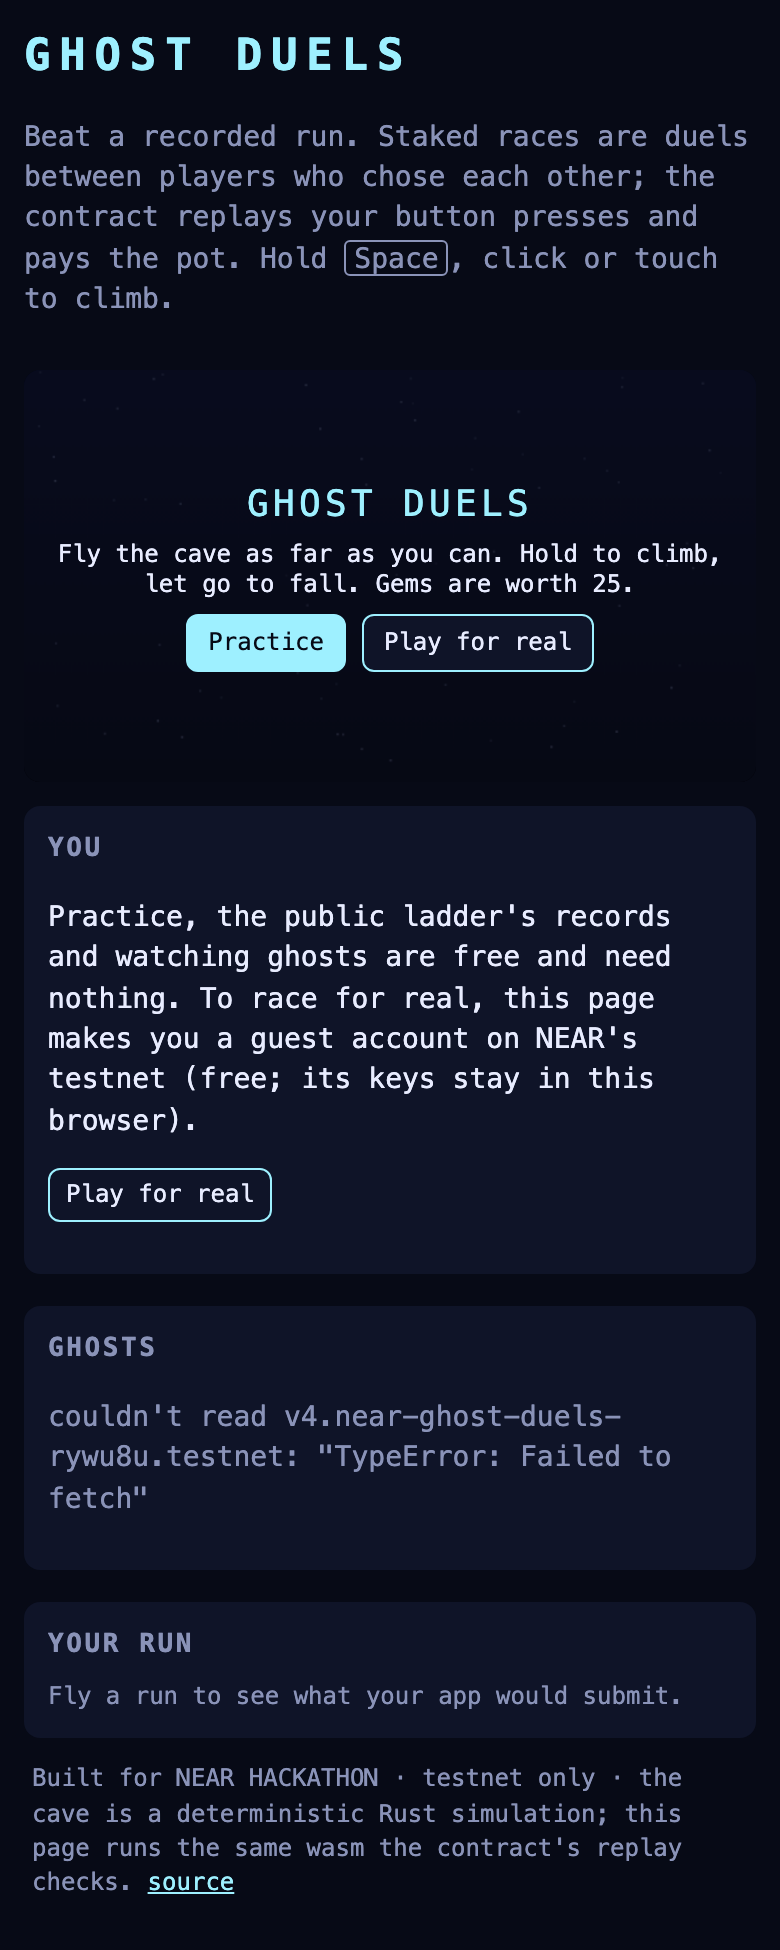 GHOST DUELS
Beat a recorded run. Staked races are duels
between players who chose each other; the
contract replays your button presses and
pays the pot. Hold Space, click or touch
to climb.
GHOST DUELS
Fly the cave as far as you can. Hold to climb,
let go to fall. Gems are worth 25.
Practice
Play for real
YOU
Practice, the public ladder's records
and watching ghosts are free and need
nothing. To race for real, this page
makes you a guest account on NEAR's
testnet (free; its keys stay in this
browser).
Play for real
GHOSTS
couldn't read v4.near-ghost-duels-
rywu8u.testnet: "TypeError: Failed to
fetch"
YOUR RUN
Fly a run to see what your app would submit.
Built for NEAR HACKATHON · testnet only · the
cave is a deterministic Rust simulation; this
page runs the same wasm the contract's replay
checks. source